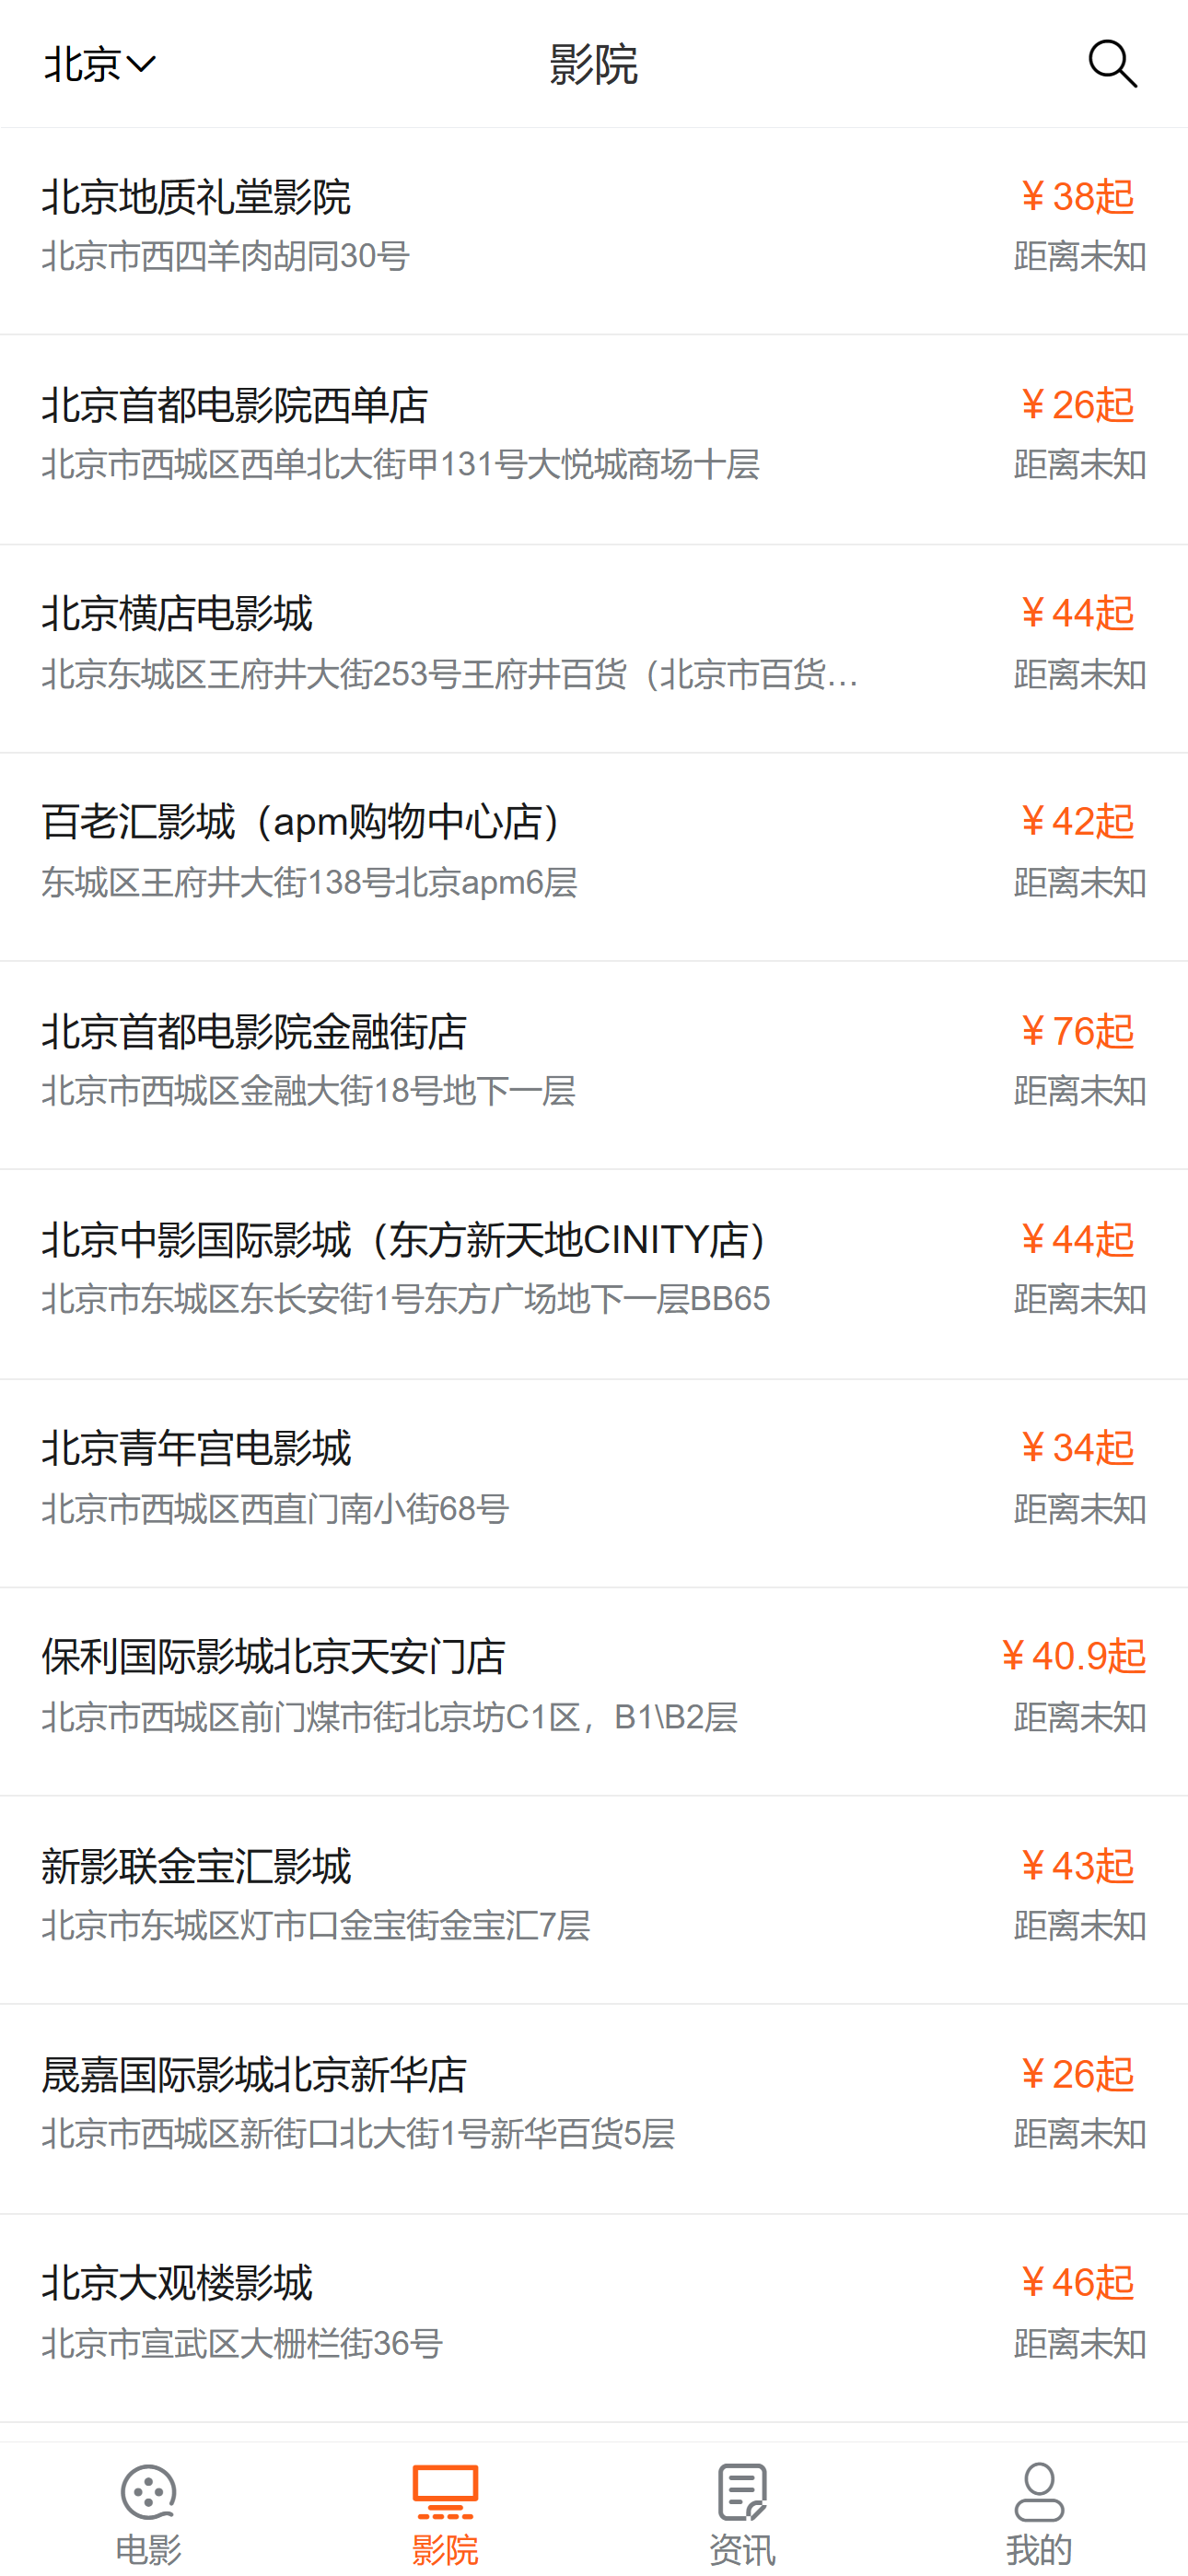 北京 影院
北京地质礼堂影院 ¥38起
北京市西四羊肉胡同30号 距离未知
北京首都电影院西单店 ¥26起
北京市西城区西单北大街甲131号大悦城商场十层 距离未知
北京横店电影城 ¥44起
北京东城区王府井大街253号王府井百货（北京市百货… 距离未知
百老汇影城（apm购物中心店） ¥42起
东城区王府井大街138号北京apm6层 距离未知
北京首都电影院金融街店 ¥76起
北京市西城区金融大街18号地下一层 距离未知
北京中影国际影城（东方新天地CINITY店） ¥44起
北京市东城区东长安街1号东方广场地下一层BB65 距离未知
北京青年宫电影城 ¥34起
北京市西城区西直门南小街68号 距离未知
保利国际影城北京天安门店 ¥40.9起
北京市西城区前门煤市街北京坊C1区，B1\B2层 距离未知
新影联金宝汇影城 ¥43起
北京市东城区灯市口金宝街金宝汇7层 距离未知
晟嘉国际影城北京新华店 ¥26起
北京市西城区新街口北大街1号新华百货5层 距离未知
北京大观楼影城 ¥46起
北京市宣武区大栅栏街36号 距离未知
电影 影院 资讯 我的